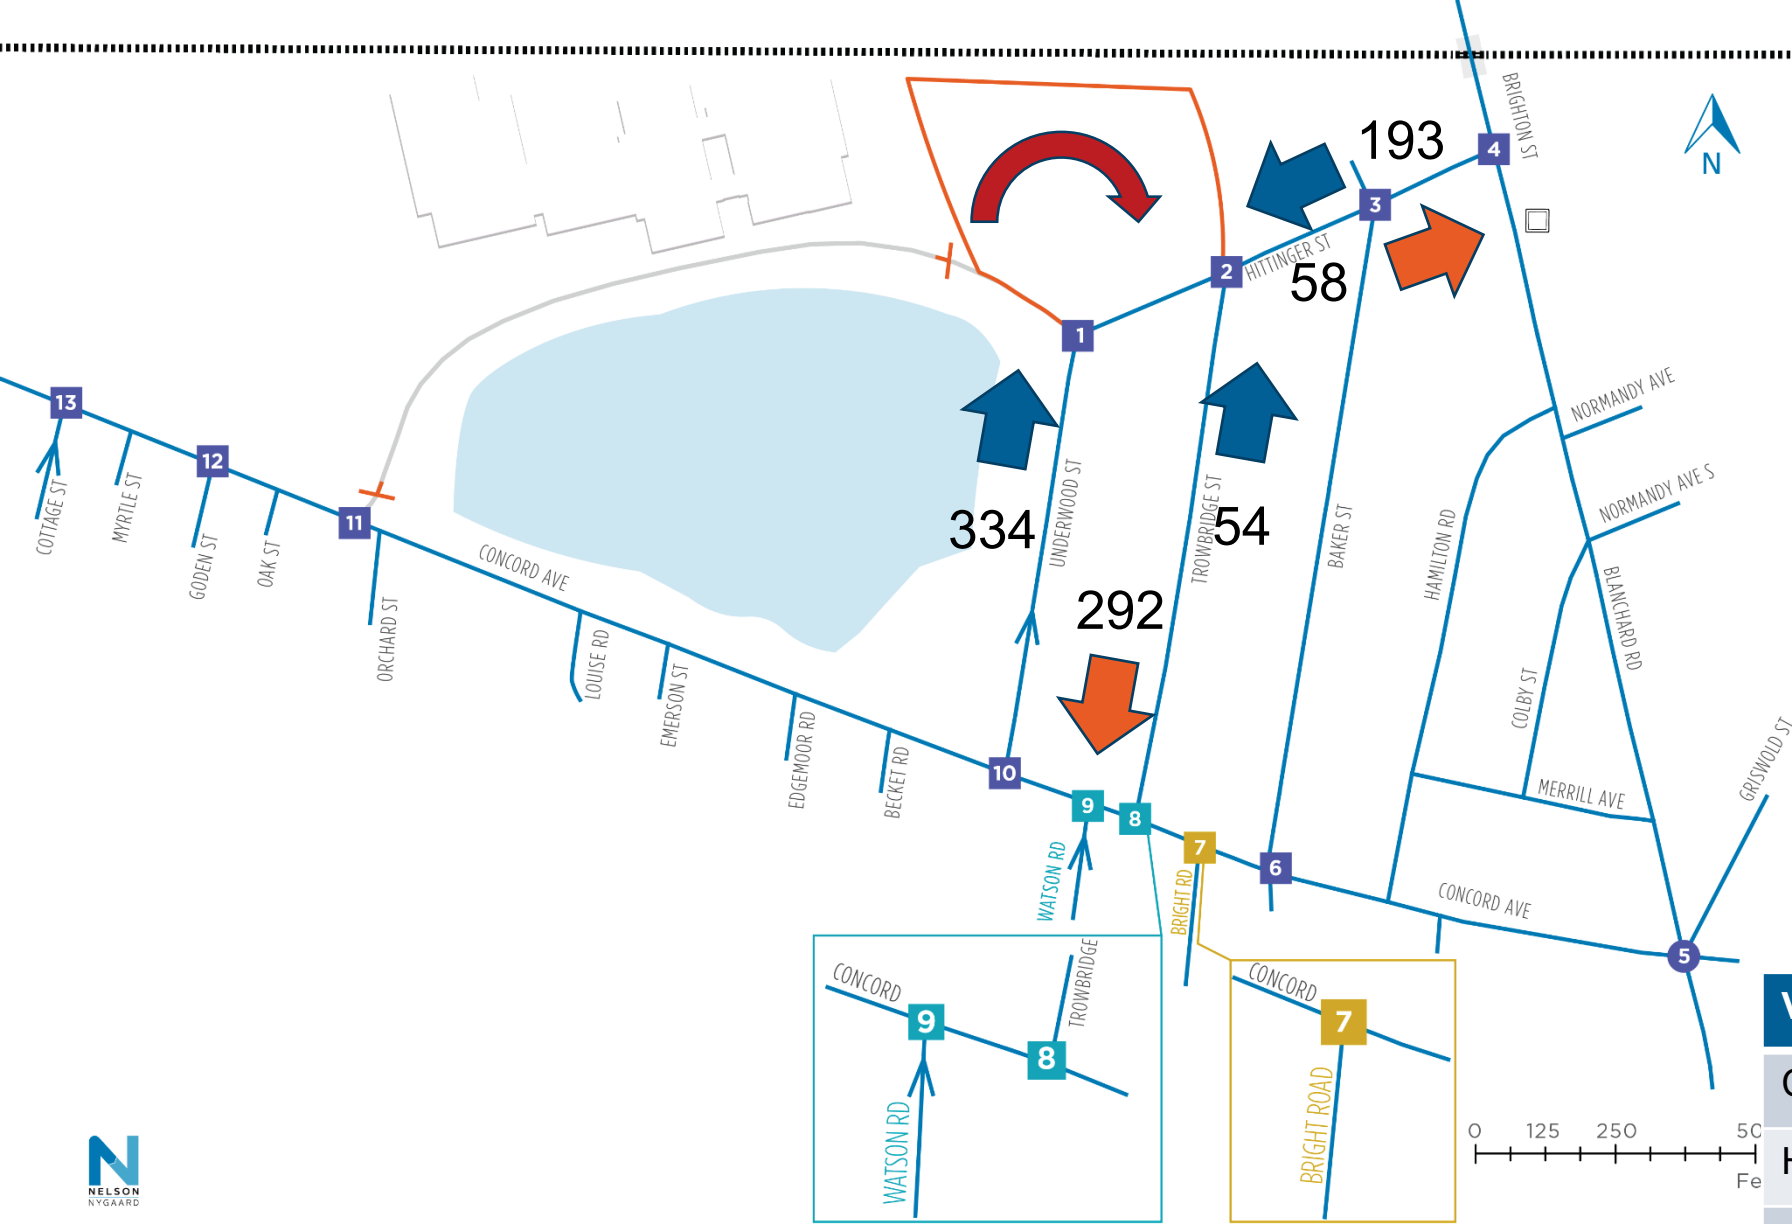 BRIGHTON ST
193
4
N
3
HITTINGER ST
2
58
1
13
12
11
NORMANDY AVE
NORMANDY AVE S
COTTAGE ST
MYRTLE ST
GODEN ST
OAK ST
ORCHARD ST
CONCORD AVE
LOUISE RD
EMERSON ST
EDGEMOOR RD
BECKET RD
334
UNDERWOOD ST
TROWBRIDGE ST
54
BAKER ST
HAMILTON RD
BLANCHARD RD
COLBY ST
292
GRISWOLD ST
MERRILL AVE
10
9
8
7
6
CONCORD AVE
5
WATSON RD
BRIGHT RD
CONCORD
TROWBRIDGE
9
8
WATSON RD
CONCORD
7
BRIGHT ROAD
0 125 250 50
Fe
V
H
NELSON
NYGAARD